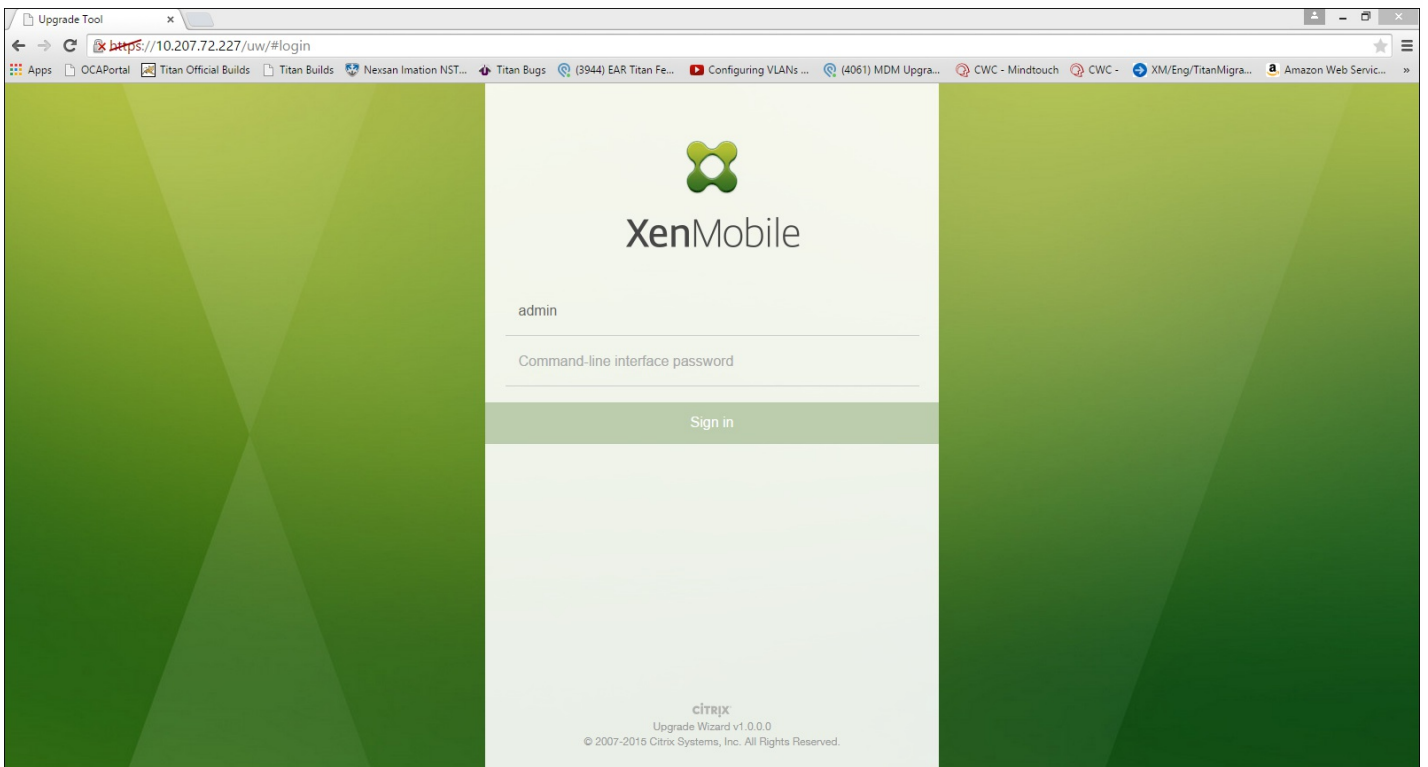 Upgrade Tool
https://10.207.72.227/uw/#login
Apps OCAPortal Titan Official Builds Titan Builds Nexsan Imation NST... Titan Bugs (3944) EAR Titan Fe... Configuring VLANs ... (4061) MDM Upgra... CWC - Mindtouch CWC - XM/Eng/TitanMigra... Amazon Web Servic... »
XenMobile
admin
Command-line interface password
Sign in
CİTRIX
Upgrade Wizard v1.0.0.0
© 2007-2015 Citrix Systems, Inc. All Rights Reserved.